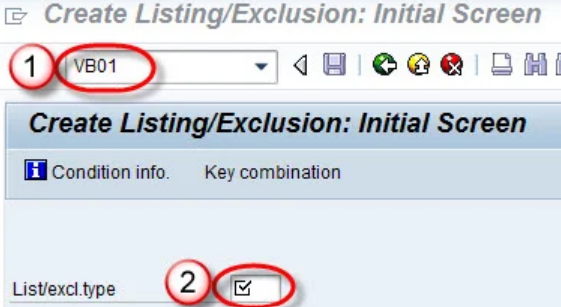 Create Listing/Exclusion: Initial Screen
1 VB01
Create Listing/Exclusion: Initial Screen
Condition info. Key combination
List/excl.type 2